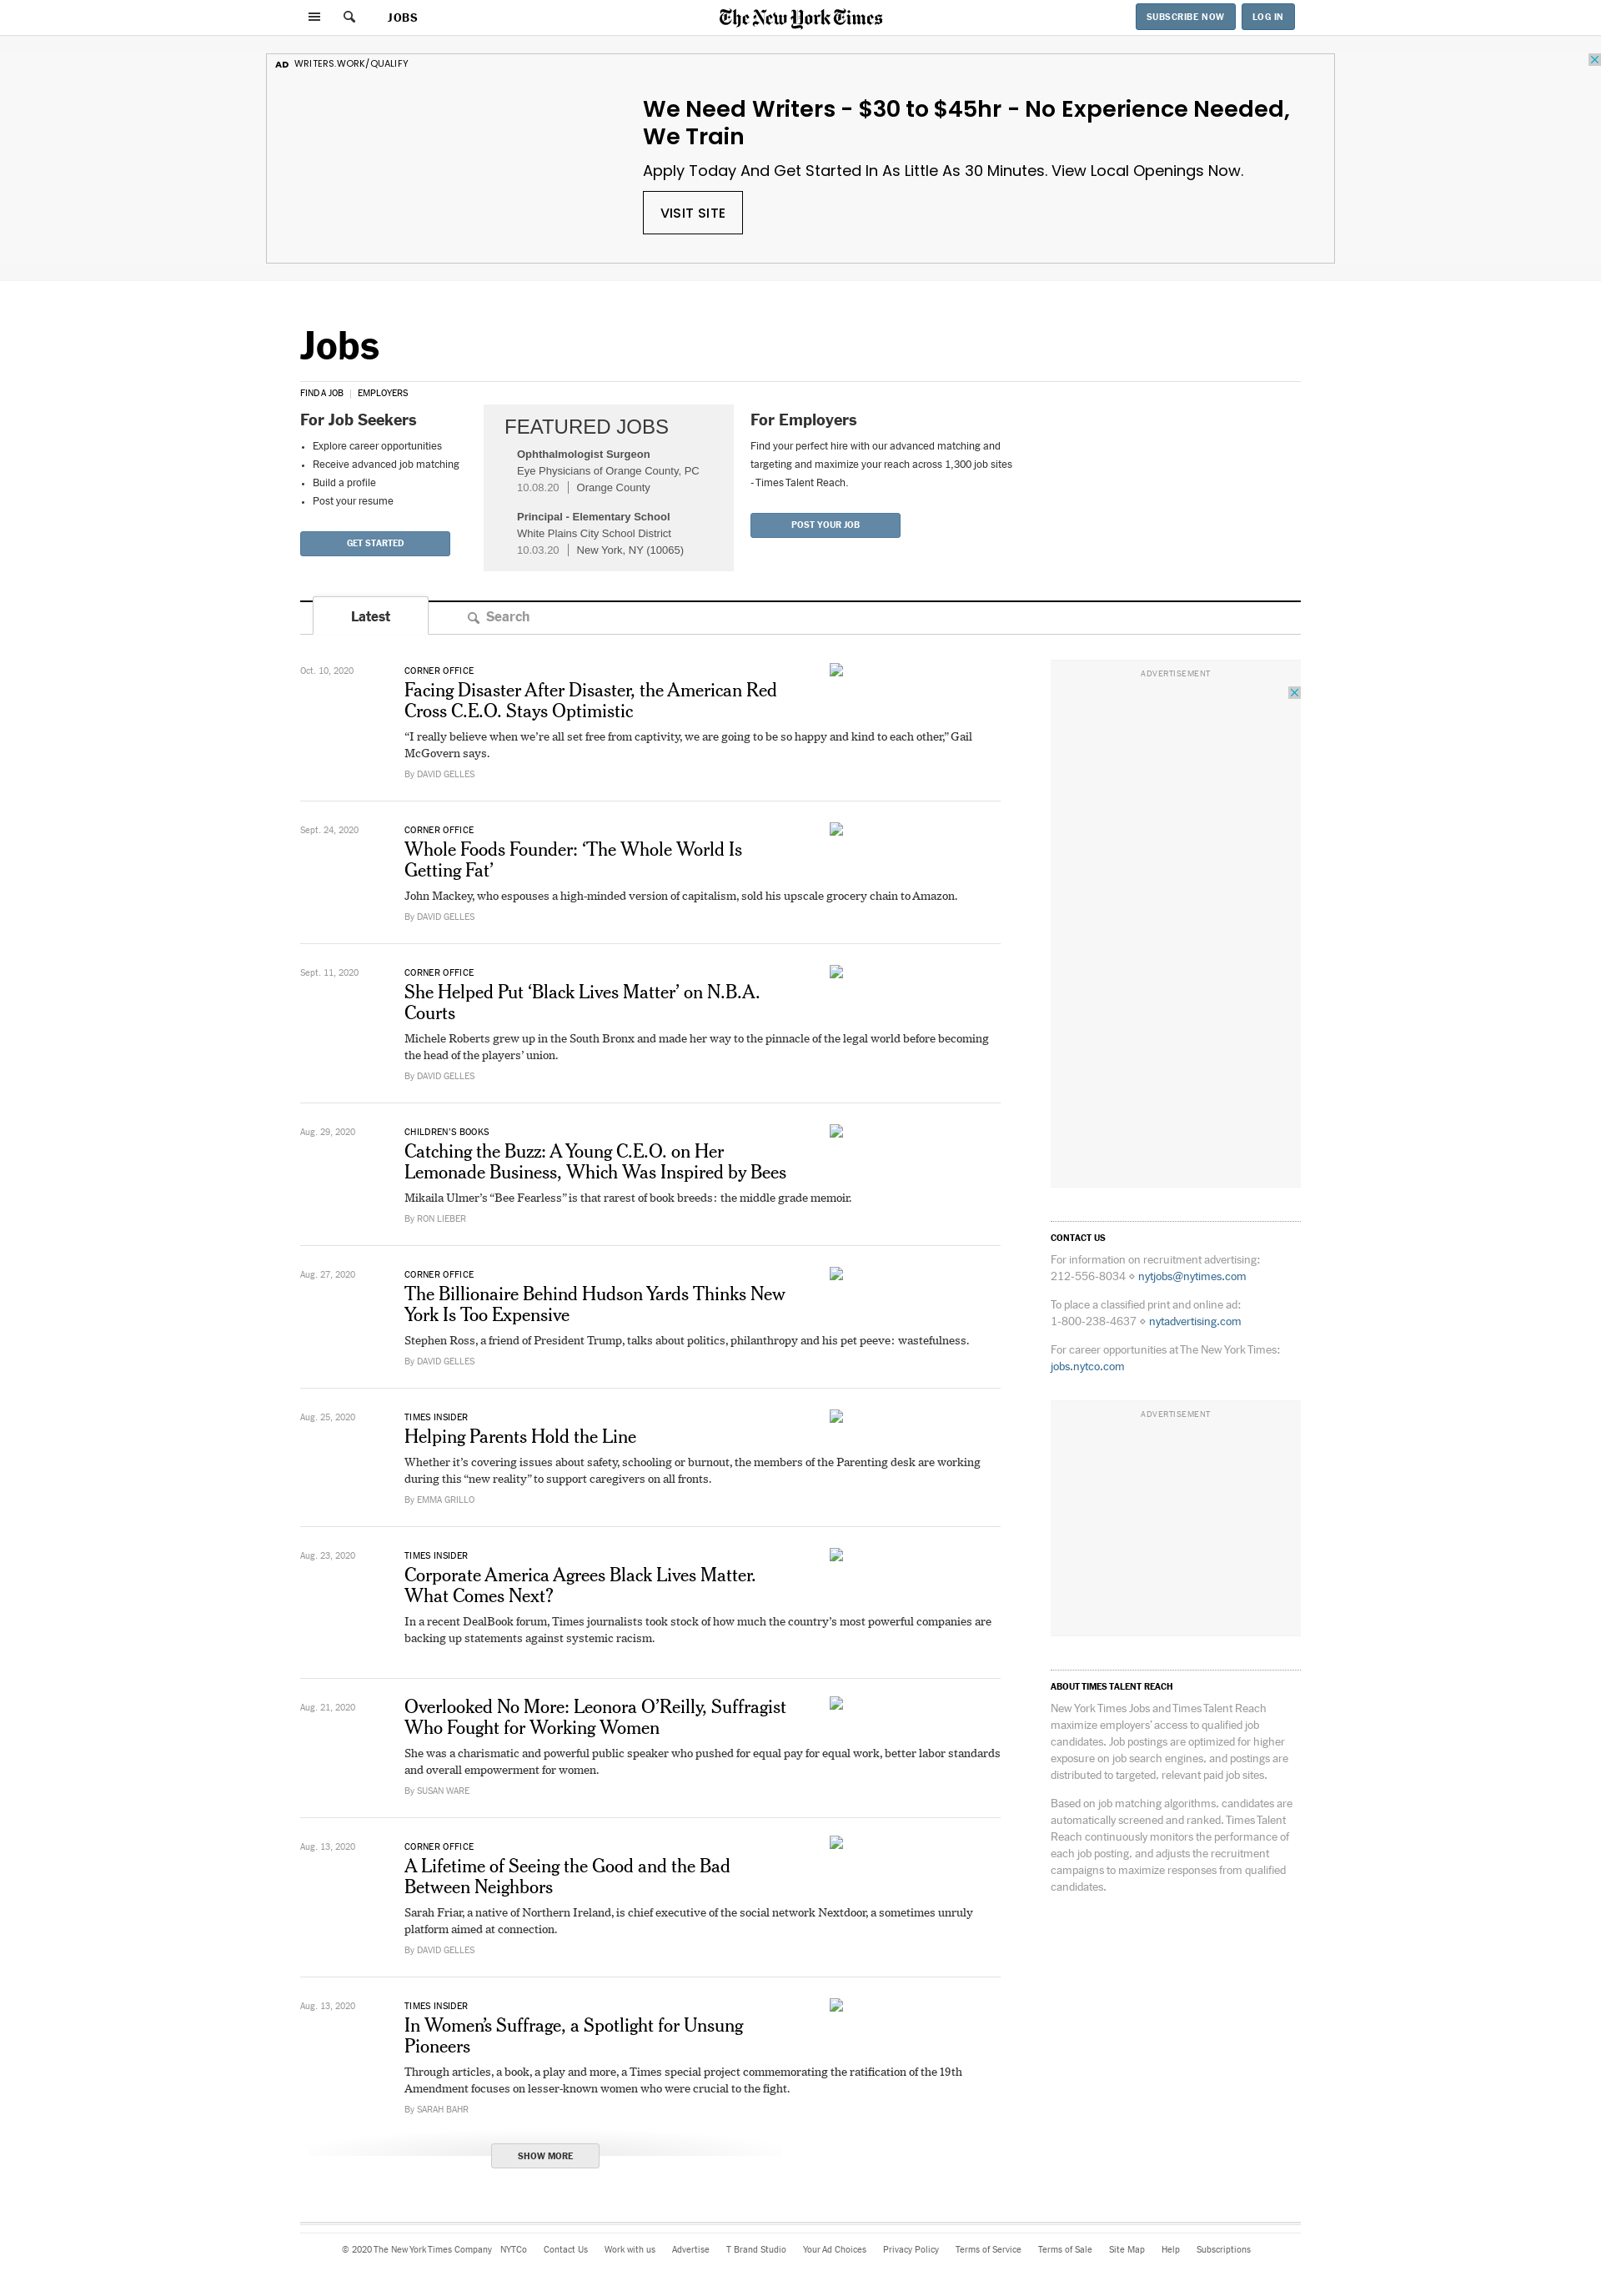 JOBS
The New York Times
SUBSCRIBE NOW
LOG IN
AD WRITERS.WORK/QUALIFY
We Need Writers - $30 to $45hr - No Experience Needed,
We Train
Apply Today And Get Started In As Little As 30 Minutes. View Local Openings Now.
VISIT SITE
Jobs
FIND A JOB | EMPLOYERS
For Job Seekers
• Explore career opportunities
• Receive advanced job matching
• Build a profile
• Post your resume
GET STARTED
FEATURED JOBS
Ophthalmologist Surgeon
Eye Physicians of Orange County, PC
10.08.20 | Orange County
Principal - Elementary School
White Plains City School District
10.03.20 | New York, NY (10065)
For Employers
Find your perfect hire with our advanced matching and
targeting and maximize your reach across 1,300 job sites
- Times Talent Reach.
POST YOUR JOB
Latest
Search
Oct. 10, 2020
CORNER OFFICE
Facing Disaster After Disaster, the American Red
Cross C.E.O. Stays Optimistic
“I really believe when we’re all set free from captivity, we are going to be so happy and kind to each other,” Gail
McGovern says.
By DAVID GELLES
Sept. 24, 2020
CORNER OFFICE
Whole Foods Founder: ‘The Whole World Is
Getting Fat’
John Mackey, who espouses a high-minded version of capitalism, sold his upscale grocery chain to Amazon.
By DAVID GELLES
Sept. 11, 2020
CORNER OFFICE
She Helped Put ‘Black Lives Matter’ on N.B.A.
Courts
Michele Roberts grew up in the South Bronx and made her way to the pinnacle of the legal world before becoming
the head of the players’ union.
By DAVID GELLES
Aug. 29, 2020
CHILDREN’S BOOKS
Catching the Buzz: A Young C.E.O. on Her
Lemonade Business, Which Was Inspired by Bees
Mikaila Ulmer’s “Bee Fearless” is that rarest of book breeds: the middle grade memoir.
By RON LIEBER
Aug. 27, 2020
CORNER OFFICE
The Billionaire Behind Hudson Yards Thinks New
York Is Too Expensive
Stephen Ross, a friend of President Trump, talks about politics, philanthropy and his pet peeve: wastefulness.
By DAVID GELLES
Aug. 25, 2020
TIMES INSIDER
Helping Parents Hold the Line
Whether it’s covering issues about safety, schooling or burnout, the members of the Parenting desk are working
during this “new reality” to support caregivers on all fronts.
By EMMA GRILLO
Aug. 23, 2020
TIMES INSIDER
Corporate America Agrees Black Lives Matter.
What Comes Next?
In a recent DealBook forum, Times journalists took stock of how much the country’s most powerful companies are
backing up statements against systemic racism.
Aug. 21, 2020
Overlooked No More: Leonora O’Reilly, Suffragist
Who Fought for Working Women
She was a charismatic and powerful public speaker who pushed for equal pay for equal work, better labor standards
and overall empowerment for women.
By SUSAN WARE
Aug. 13, 2020
CORNER OFFICE
A Lifetime of Seeing the Good and the Bad
Between Neighbors
Sarah Friar, a native of Northern Ireland, is chief executive of the social network Nextdoor, a sometimes unruly
platform aimed at connection.
By DAVID GELLES
Aug. 13, 2020
TIMES INSIDER
In Women’s Suffrage, a Spotlight for Unsung
Pioneers
Through articles, a book, a play and more, a Times special project commemorating the ratification of the 19th
Amendment focuses on lesser-known women who were crucial to the fight.
By SARAH BAHR
SHOW MORE
ADVERTISEMENT
CONTACT US
For information on recruitment advertising:
212-556-8034 ⋄ nytjobs@nytimes.com
To place a classified print and online ad:
1-800-238-4637 ⋄ nytadvertising.com
For career opportunities at The New York Times:
jobs.nytco.com
ADVERTISEMENT
ABOUT TIMES TALENT REACH
New York Times Jobs and Times Talent Reach
maximize employers’ access to qualified job
candidates. Job postings are optimized for higher
exposure on job search engines, and postings are
distributed to targeted, relevant paid job sites.
Based on job matching algorithms, candidates are
automatically screened and ranked. Times Talent
Reach continuously monitors the performance of
each job posting, and adjusts the recruitment
campaigns to maximize responses from qualified
candidates.
© 2020 The New York Times Company NYTCo Contact Us Work with us Advertise T Brand Studio Your Ad Choices Privacy Policy Terms of Service Terms of Sale Site Map Help Subscriptions